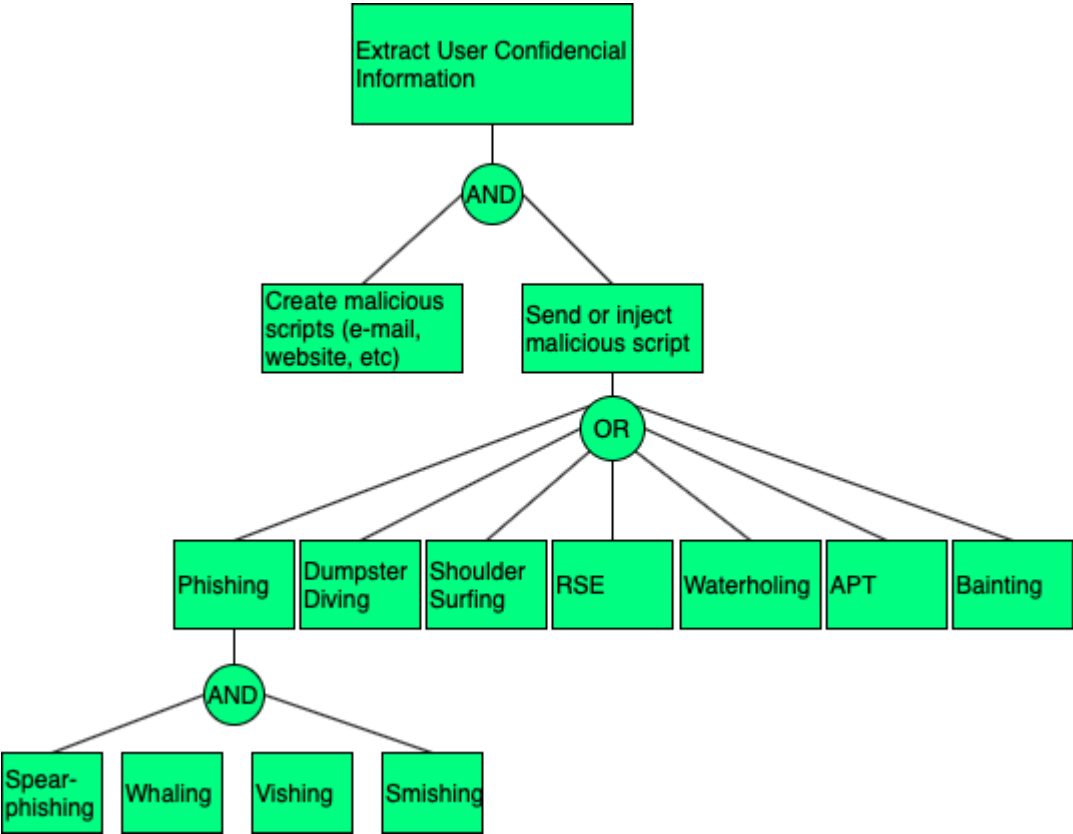 Extract User Confidencial
Information
AND
Create malicious
scripts (e-mail,
website, etc)
Send or inject
malicious script
OR
Phishing
Dumpster
Diving
Shoulder
Surfing
RSE
Waterholing
APT
Bainting
AND
Spear-
phishing
Whaling
Vishing
Smishing